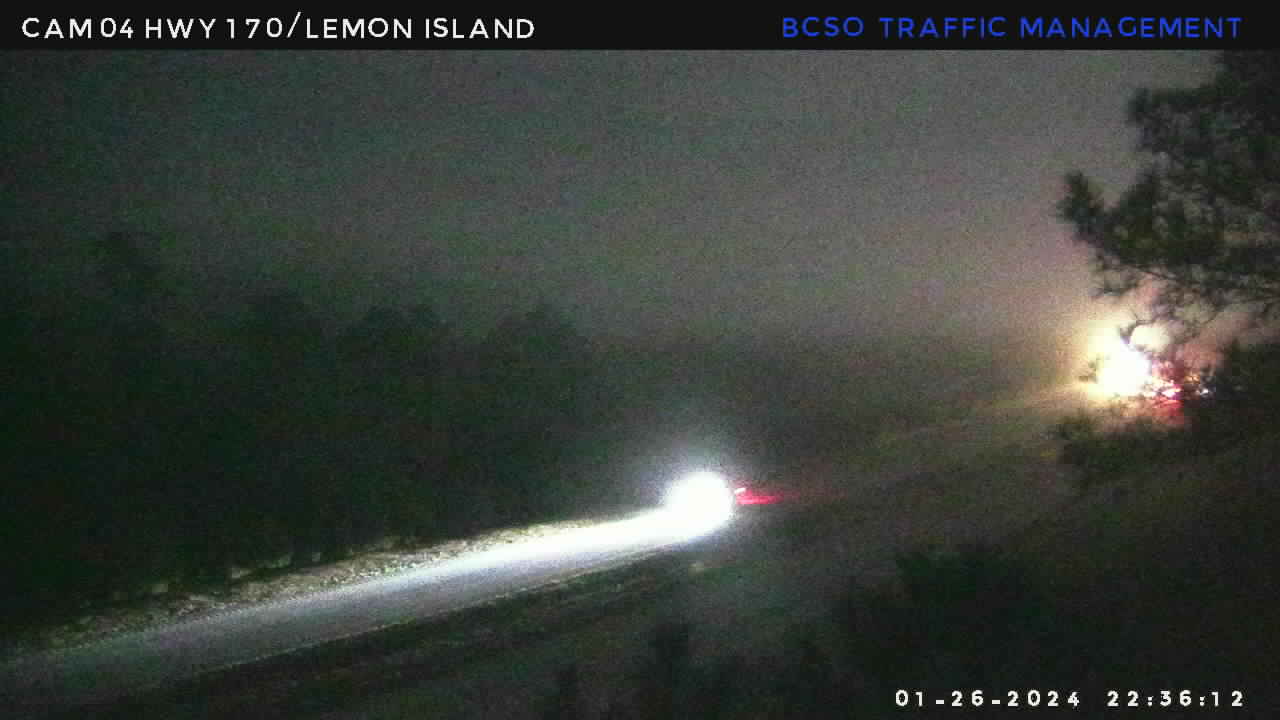 CAM04 HWY 170/LEMON ISLAND
BCSO TRAFFIC MANAGEMENT
01-26-2024 22:36:12